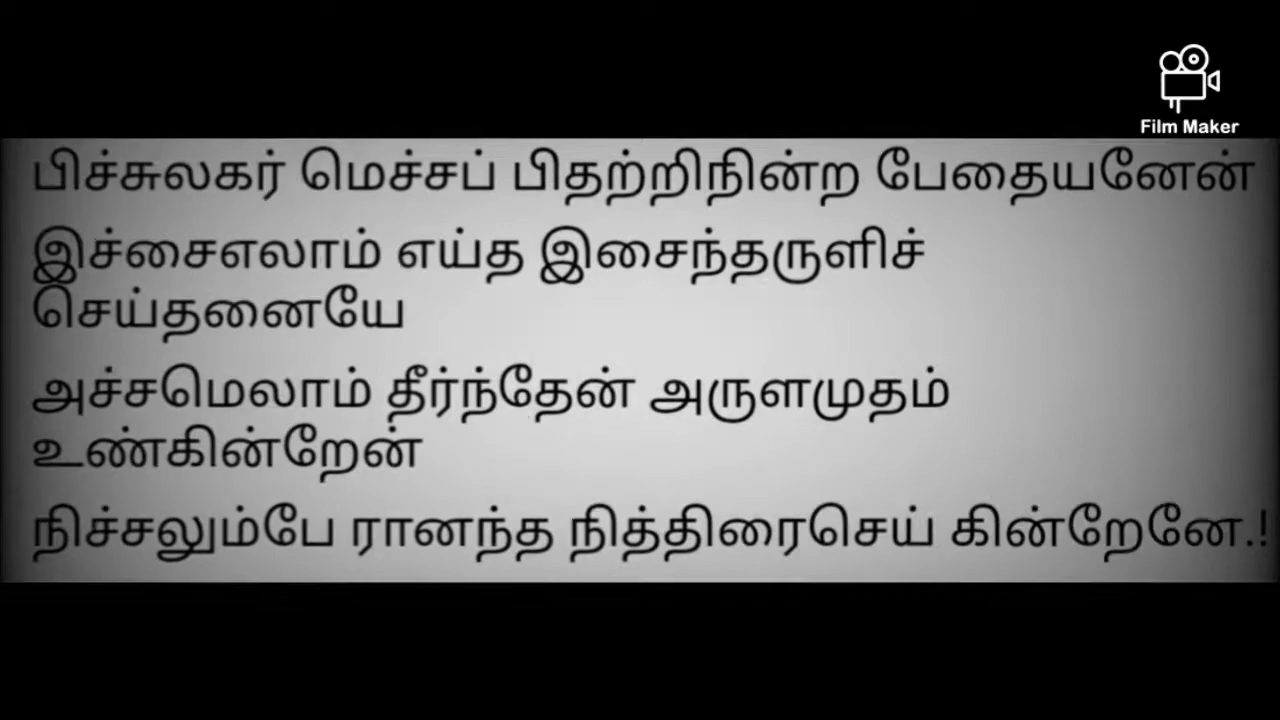 Film Maker
பிச்சுலகர் மெச்சப் பிதற்றிநின்ற பேதையனேன்
இச்சைஎலாம் எய்த இசைந்தருளிச்
செய்தனையே
அச்சமெலாம் தீர்ந்தேன் அருளமுதம்
உண்கின்றேன்
நிச்சலும்பே ரானந்த நித்திரைசெய் கின்றேனே.!